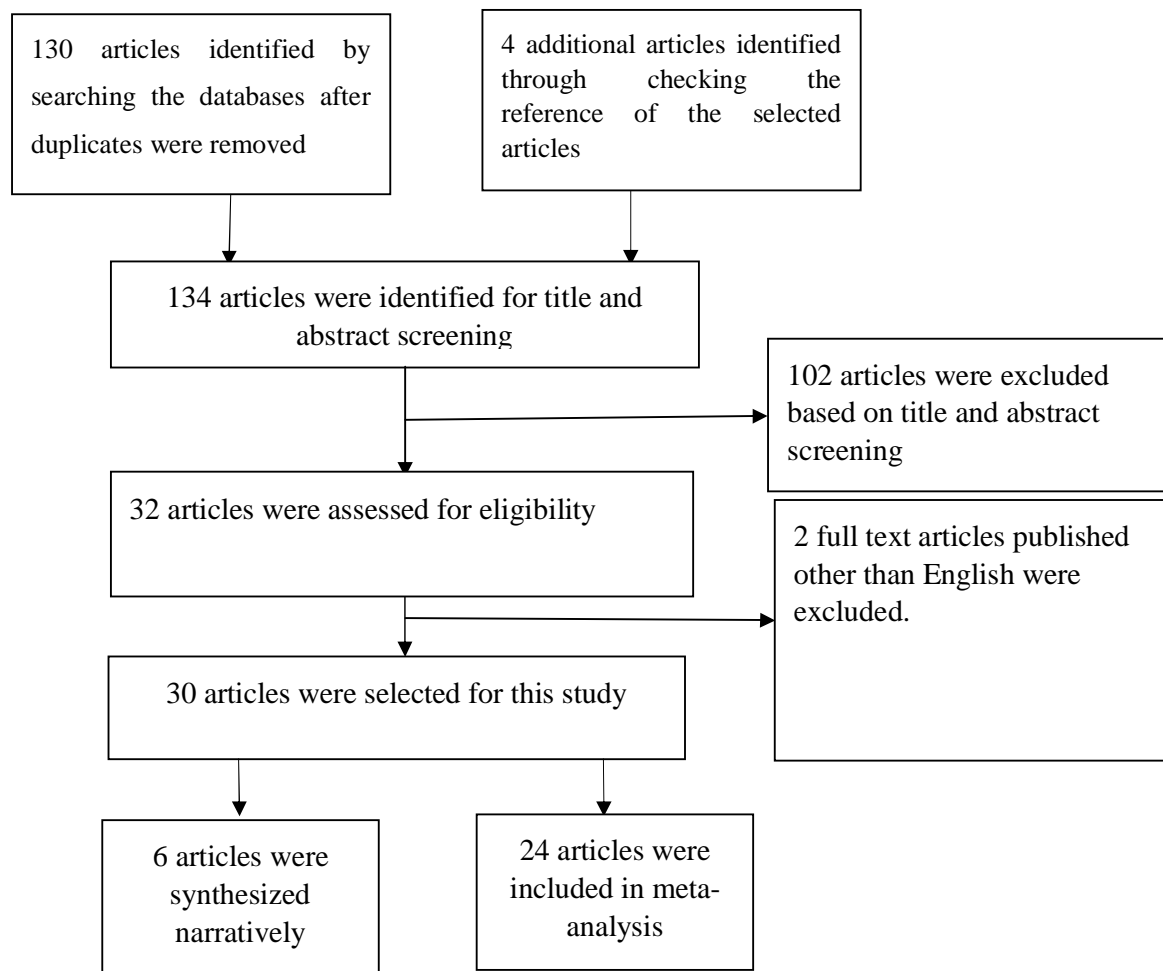 130 articles identified by
searching the databases after
duplicates were removed
4 additional articles identified
through checking the
reference of the selected
articles
134 articles were identified for title and
abstract screening
102 articles were excluded
based on title and abstract
screening
32 articles were assessed for eligibility
2 full text articles published
other than English were
excluded.
30 articles were selected for this study
6 articles were
synthesized
narratively
24 articles were
included in meta-
analysis